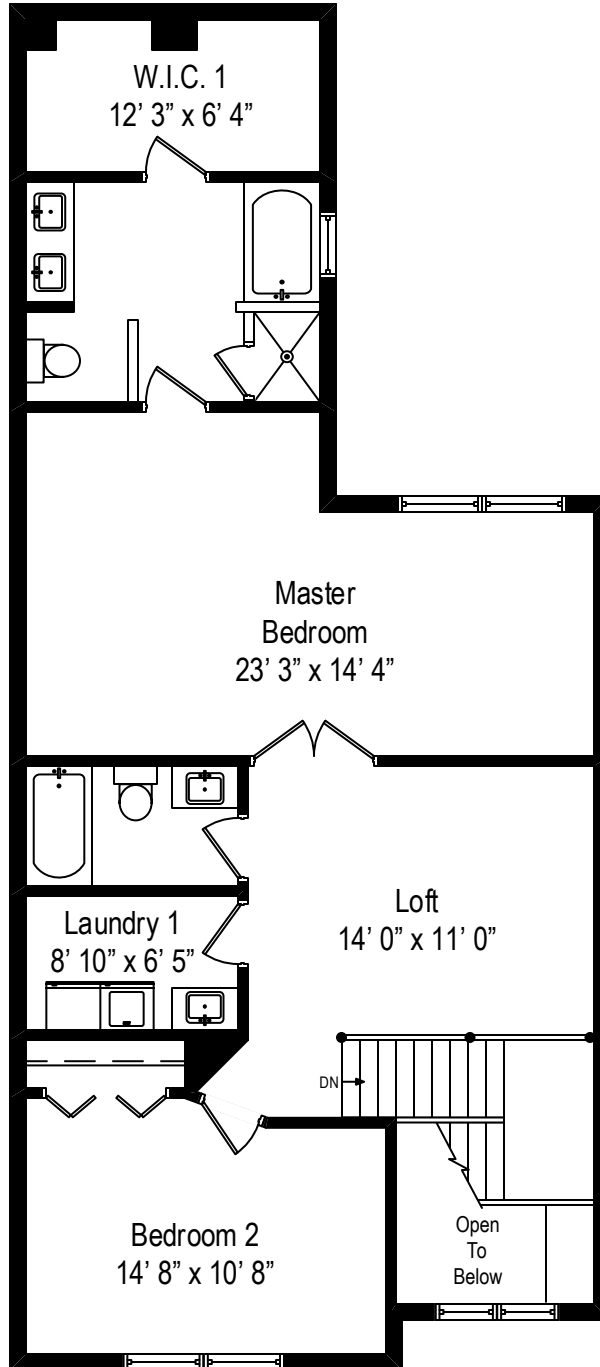 W.I.C. 1
12’ 3” x 6’ 4”
Master
Bedroom
23’ 3” x 14’ 4”
Loft
14’ 0” x 11’ 0”
Laundry 1
8’ 10” x 6’ 5”
DN
Bedroom 2
14’ 8” x 10’ 8”
Open
To
Below